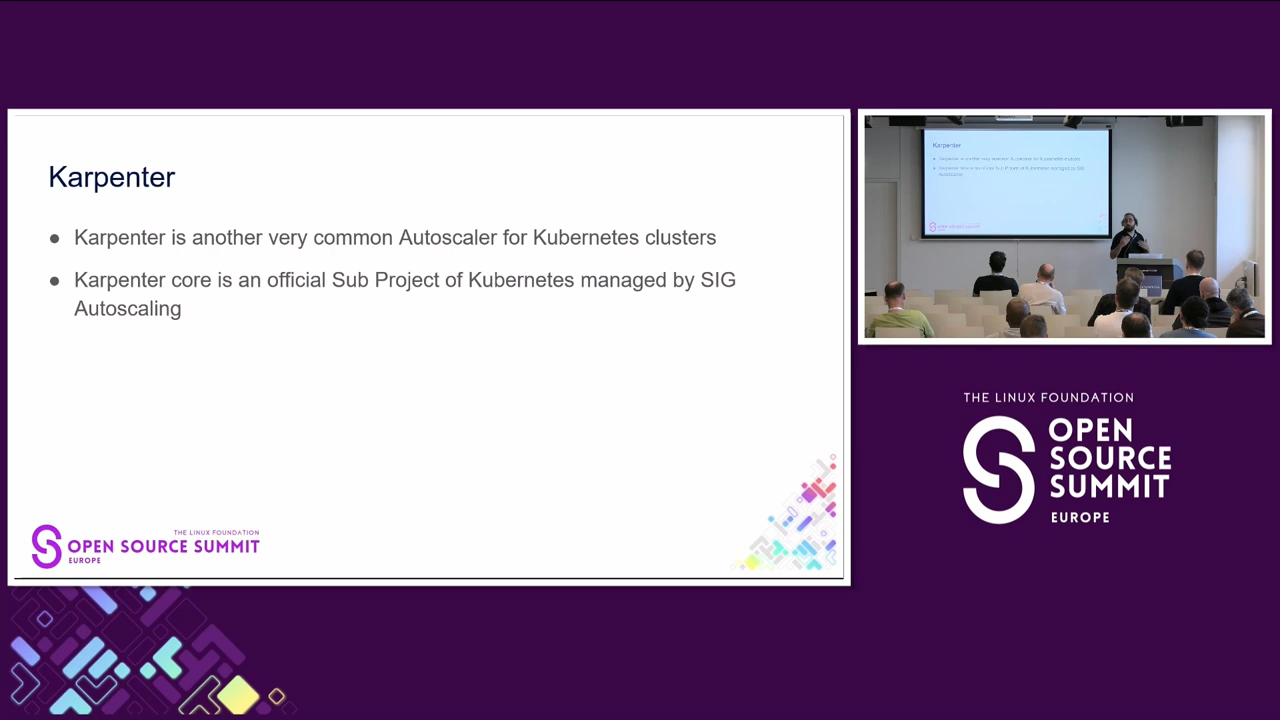 Karpenter
● Karpenter is another very common Autoscaler for Kubernetes clusters
● Karpenter core is an official Sub Project of Kubernetes managed by SIG
Autoscaling
THE LINUX FOUNDATION
OPEN SOURCE SUMMIT
EUROPE
Karpenter
THE LINUX FOUNDATION
OPEN
SOURCE
SUMMIT
EUROPE